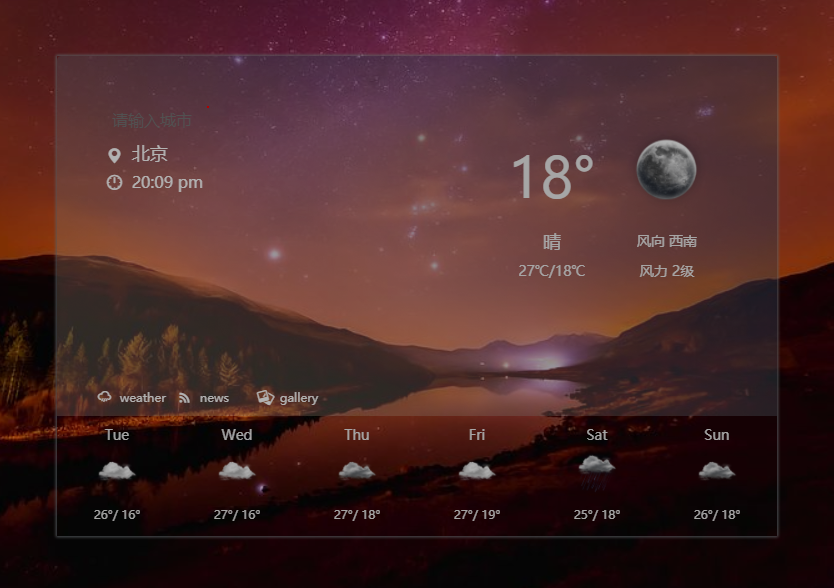 请输入城市
北京
20:09 pm
18°
晴
风向 西南
27℃/18℃
风力 2级
weather news gallery
Tue Wed Thu Fri Sat Sun
26°/ 16° 27°/ 16° 27°/ 18° 27°/ 19° 25°/ 18° 26°/ 18°